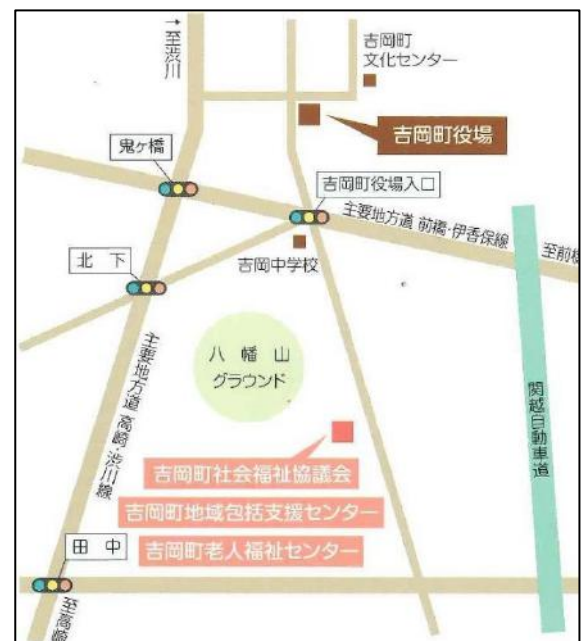 ↑至渋川
吉岡町
文化センター
吉岡町役場
鬼ヶ橋
吉岡町役場入口
主要地方道 前橋・伊香保線
至前橋
吉岡中学校
北 下
八 幡 山
グラウンド
主要地方道 高崎・渋川線
関越自動車道
吉岡町社会福祉協議会
吉岡町地域包括支援センター
吉岡町老人福祉センター
田 中
至高崎